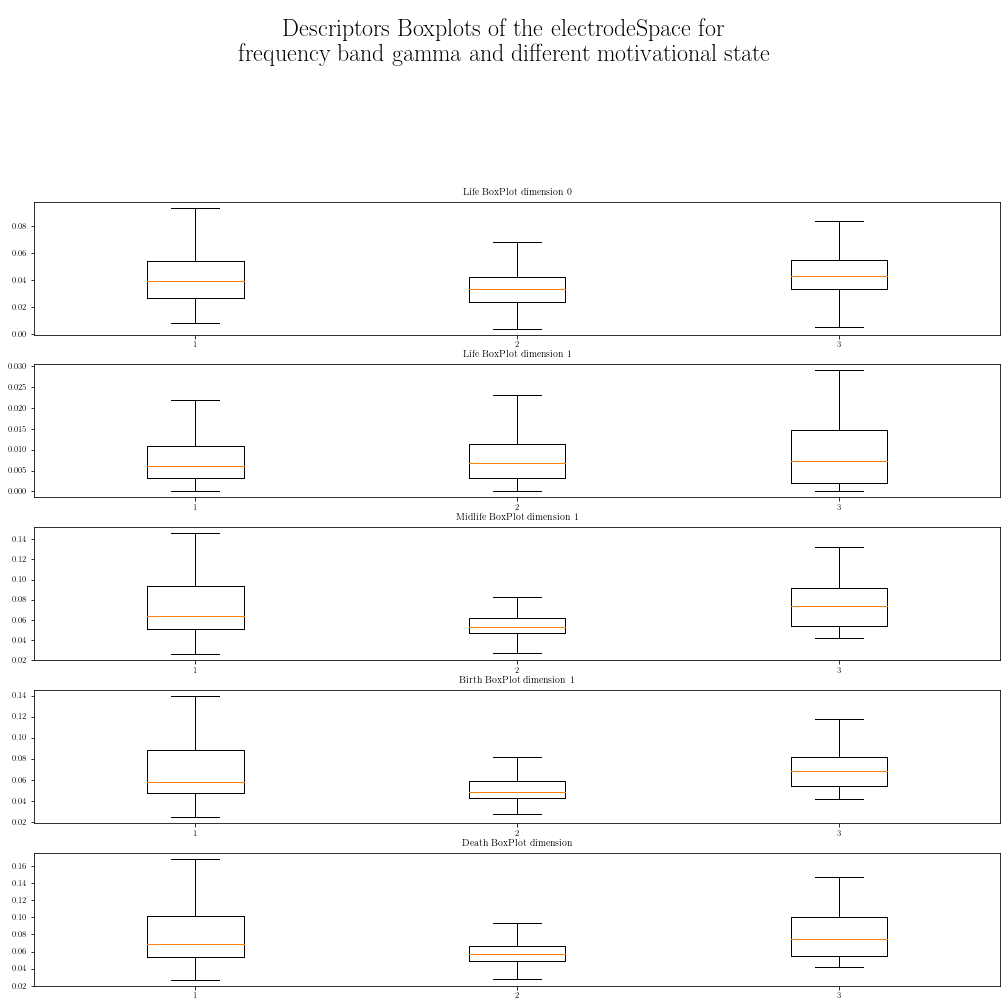 Descriptors Boxplots of the electrodeSpace for
frequency band gamma and different motivational state
Life BoxPlot dimension 0
0.08
0.06
0.04
0.02
0.00
1 2 3
Life BoxPlot dimension 1
0.030
0.025
0.020
0.015
0.010
0.005
0.000
1 2 3
Midlife BoxPlot dimension 1
0.14
0.12
0.10
0.08
0.06
0.04
0.02
1 2 3
Birth BoxPlot dimension 1
0.14
0.12
0.10
0.08
0.06
0.04
0.02
1 2 3
Death BoxPlot dimension
0.16
0.14
0.12
0.10
0.08
0.06
0.04
0.02
1 2 3